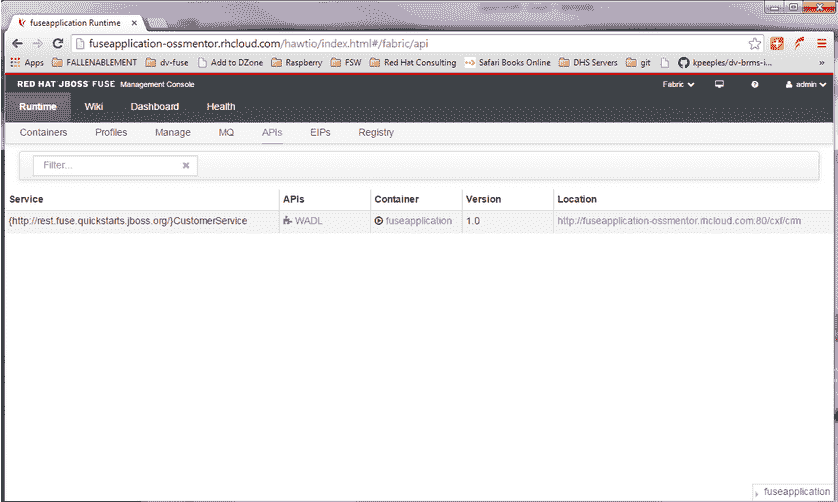 fuseapplication Runtime
fuseapplication-ossmentor.rhcloud.com/hawtio/index.html#/fabric/api
Apps FALLENABLEMENT dv-fuse Add to DZone Raspberry FSW Red Hat Consulting Safari Books Online DHS Servers git kpeeples/dv-brms-i...
RED HAT JBOSS FUSE Management Console Fabric admin
Runtime Wiki Dashboard Health
Containers Profiles Manage MQ APIs EIPs Registry
Filter...
Service APIs Container Version Location
{http://rest.fuse.quickstarts.jboss.org/}CustomerService WADL fuseapplication 1.0 http://fuseapplication-ossmentor.rhcloud.com:80/cxf/crm
fuseapplication